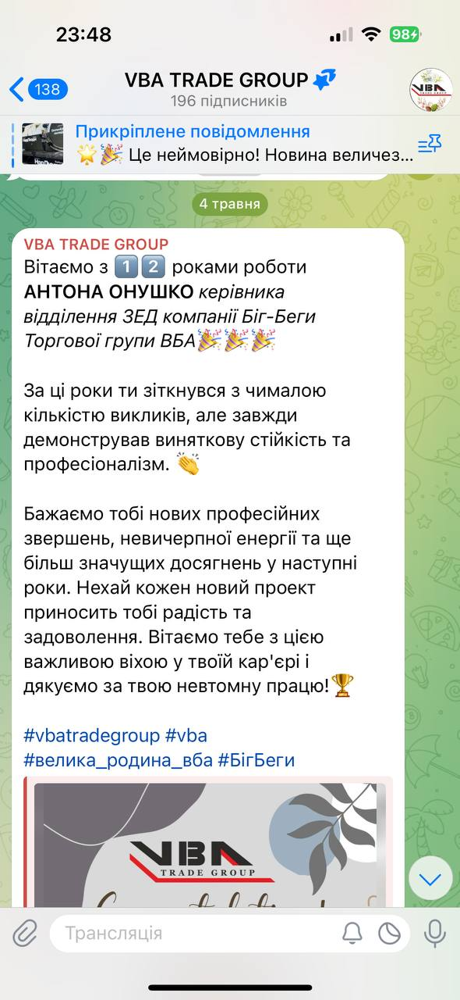 23:48
98
138
VBA TRADE GROUP
196 підписників
Прикріплене повідомлення
🌟🎉 Це неймовірно! Новина величез...
4 травня
VBA TRADE GROUP
Вітаємо з 1️⃣2️⃣ роками роботи
АНТОНА ОНУШКО керівника
відділення ЗЕД компанії Біг-Беги
Торгової групи ВБА🎉🎉🎉
За ці роки ти зіткнувся з чималою
кількістю викликів, але завжди
демонстрував виняткову стійкість та
професіоналізм. 👏
Бажаємо тобі нових професійних
звершень, невичерпної енергії та ще
більш значущих досягнень у наступні
роки. Нехай кожен новий проект
приносить тобі радість та
задоволення. Вітаємо тебе з цією
важливою віхою у твоїй кар'єрі і
дякуємо за твою невтомну працю!🏆
#vbatradegroup #vba
#велика_родина_вба #БігБеги
VBA
TRADE GROUP
Трансляція